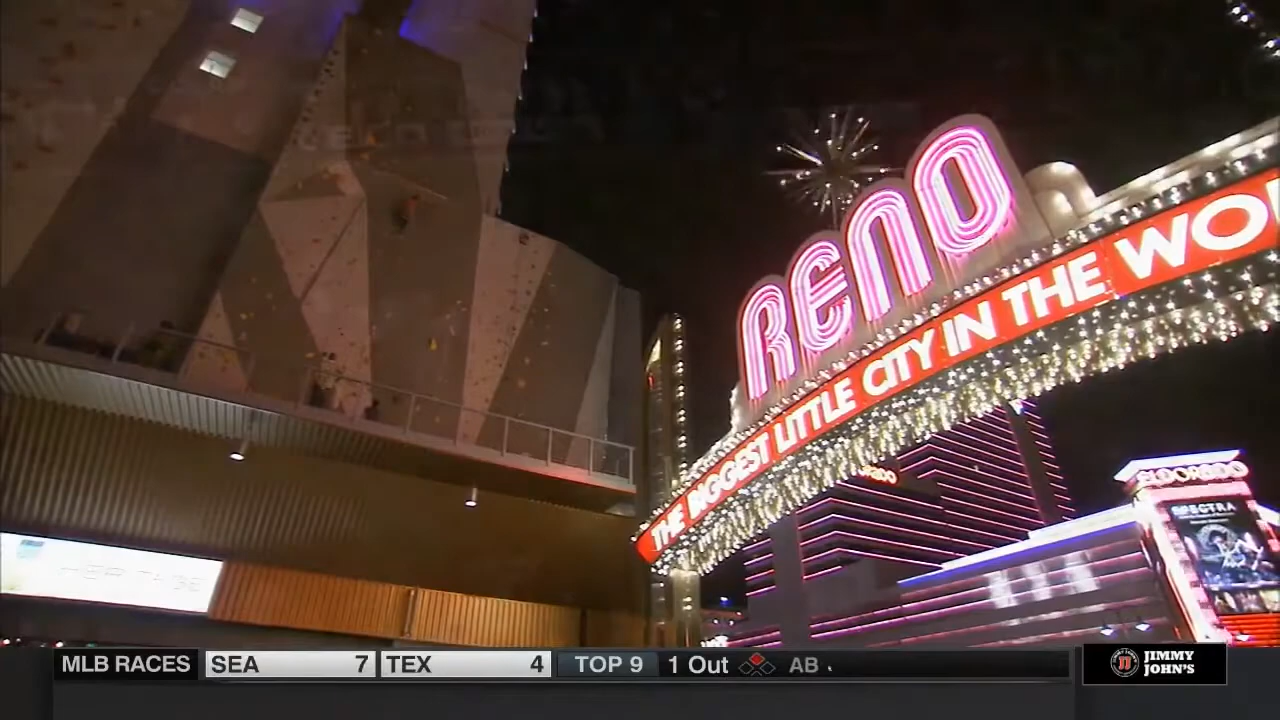 RENO
THE BIGGEST LITTLE CITY IN THE WO
ELDORADO
SPECTRA
MLB RACES SEA 7 TEX 4 TOP 9 1 Out AB
JIMMY
JOHN'S